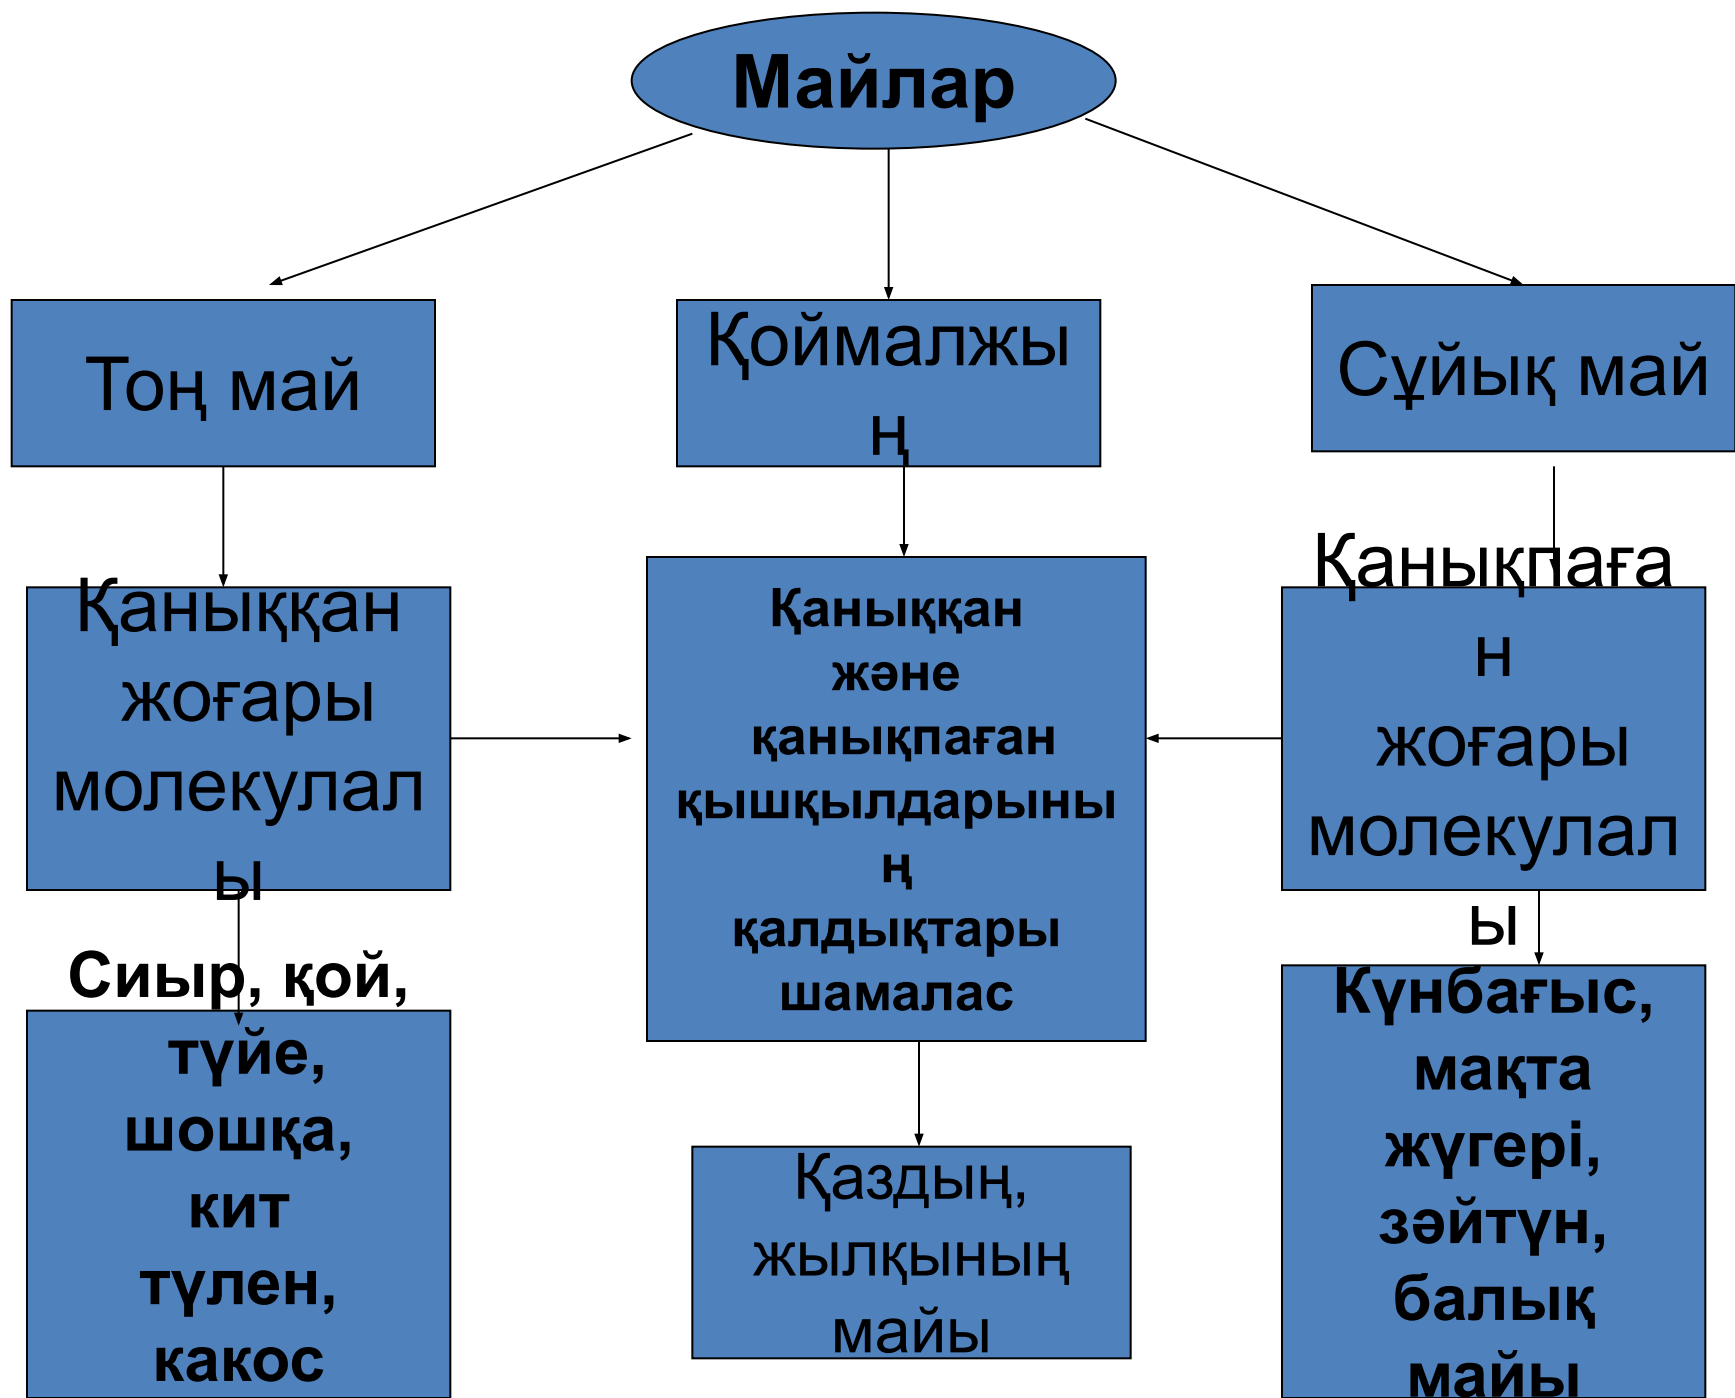 Майлар
Тоң май
Қоймалжы
ң
Сұйық май
Қаныққан
жоғары
молекулал
ы
Қаныққан
және
қанықпаған
қышқылдарыны
ң
қалдықтары
шамалас
Қанықпаға
н
жоғары
молекулал
ы
Сиыр, қой,
түйе,
шошқа,
кит
түлен,
какос
Қаздың,
жылқының
майы
Күнбағыс,
мақта
жүгері,
зәйтүн,
балық
майы